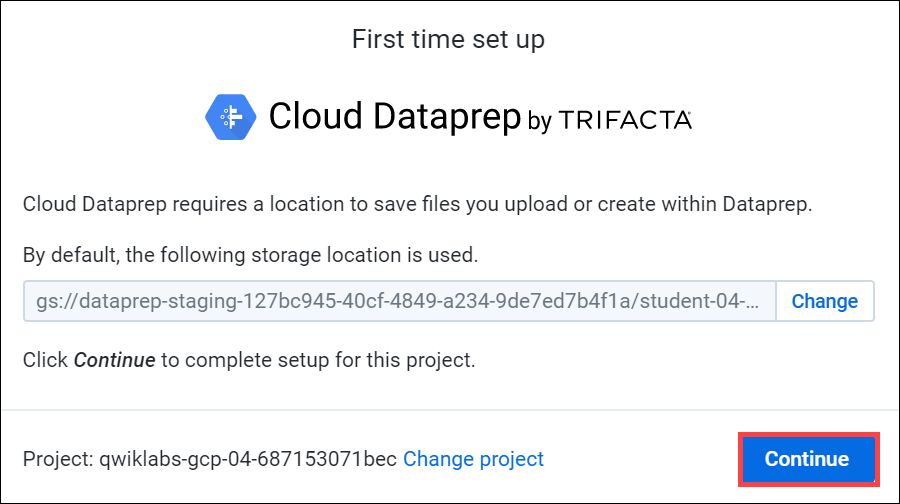 First time set up
Cloud Dataprep by TRIFACTA
Cloud Dataprep requires a location to save files you upload or create within Dataprep.
By default, the following storage location is used.
gs://dataprep-staging-127bc945-40cf-4849-a234-9de7ed7b4f1a/student-04-... Change
Click Continue to complete setup for this project.
Project: qwiklabs-gcp-04-687153071bec Change project Continue